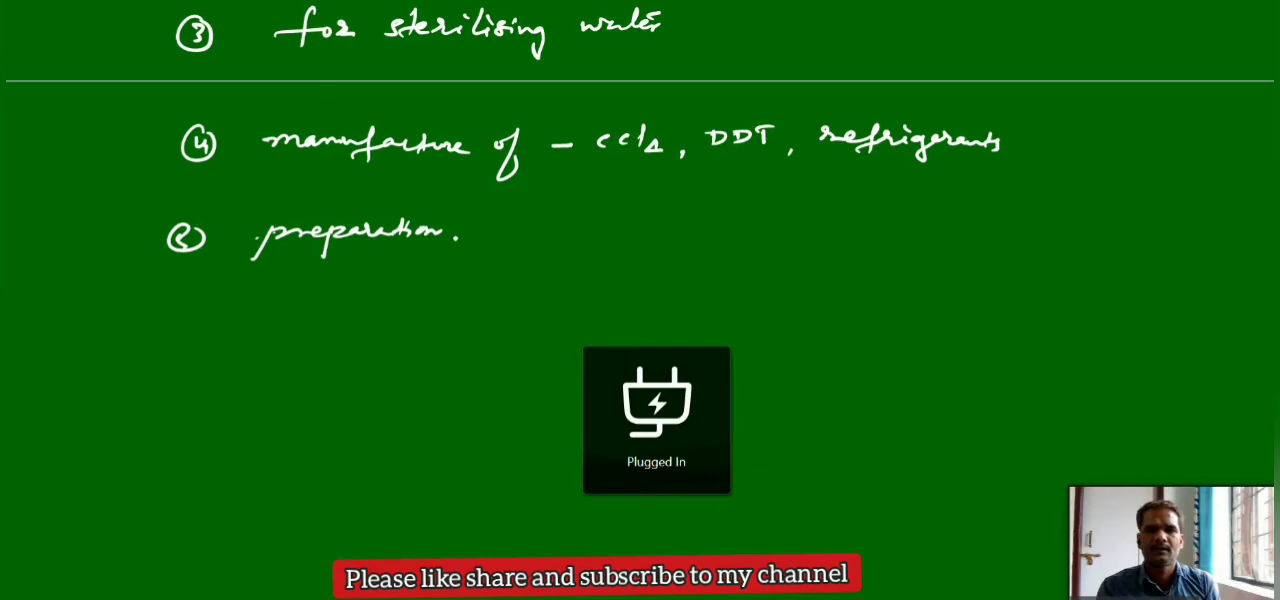 ③ for sterilising water
④ manufacture of - CCl4, DDT, refrigerants
⑤ preparation.
Plugged In
Please like share and subscribe to my channel